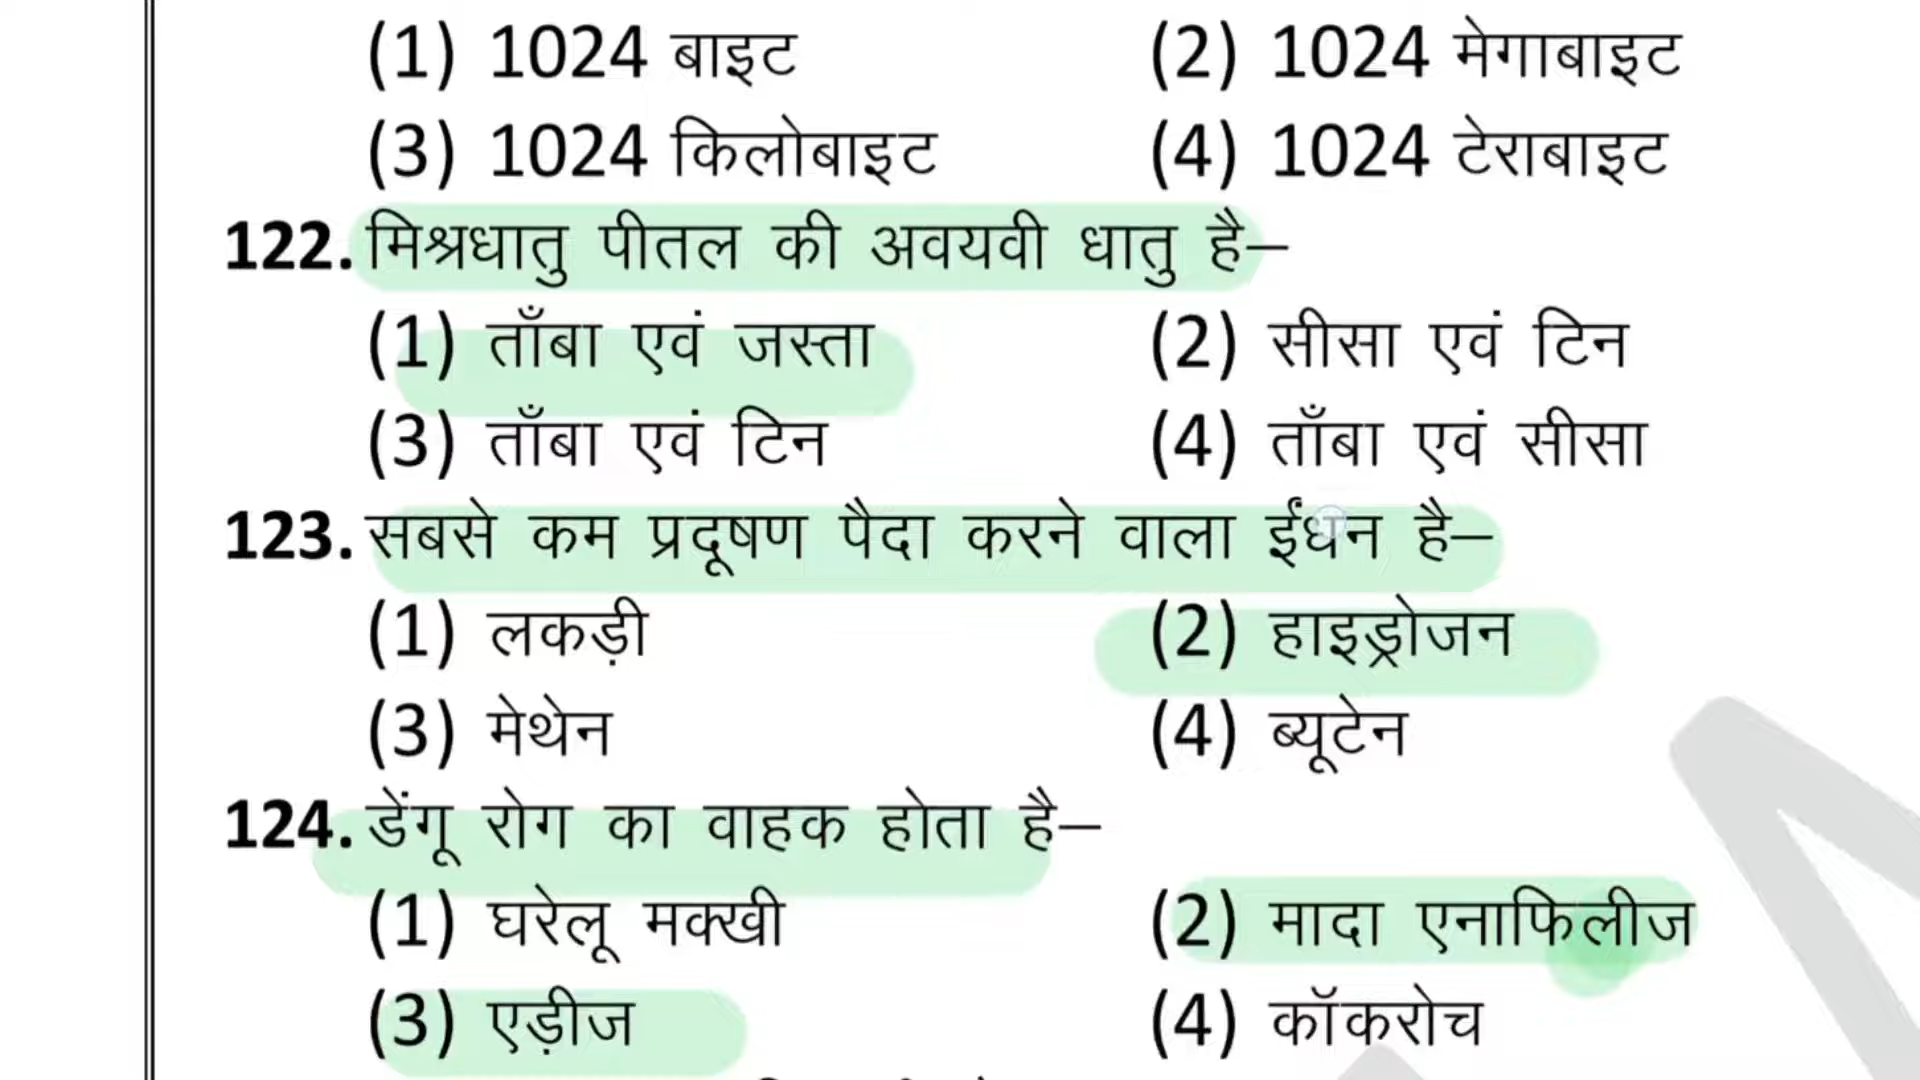 (1) 1024 बाइट (2) 1024 मेगाबाइट
(3) 1024 किलोबाइट (4) 1024 टेराबाइट
122. मिश्रधातु पीतल की अवयवी धातु है–
(1) ताँबा एवं जस्ता (2) सीसा एवं टिन
(3) ताँबा एवं टिन (4) ताँबा एवं सीसा
123. सबसे कम प्रदूषण पैदा करने वाला ईंधन है–
(1) लकड़ी (2) हाइड्रोजन
(3) मेथेन (4) ब्यूटेन
124. डेंगू रोग का वाहक होता है–
(1) घरेलू मक्खी (2) मादा एनाफिलीज
(3) एड़ीज (4) कॉकरोच